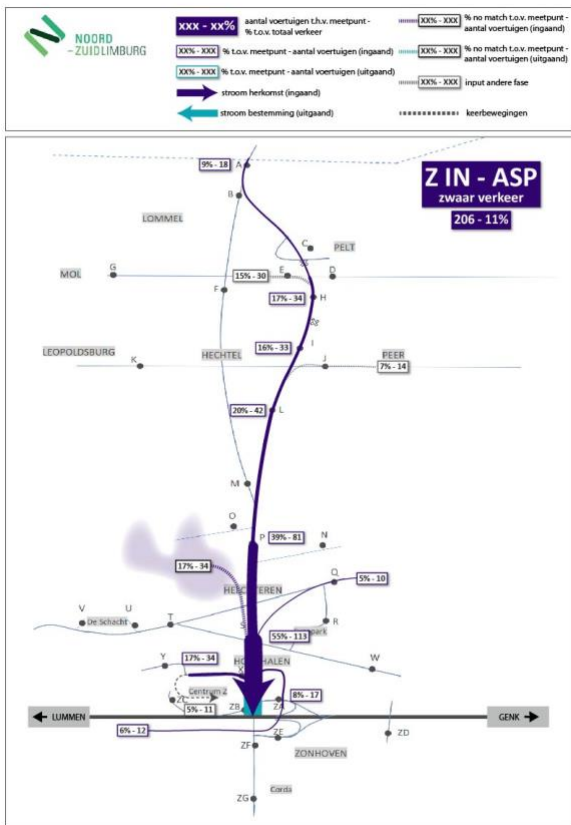 NOORD
-ZUIDLIMBURG
xxx - xx%
aantal voertuigen t.h.v. meetpunt -
% t.o.v. totaal verkeer
XX% - XXX
% t.o.v. meetpunt - aantal voertuigen (ingaand)
XX% - XXX
% t.o.v. meetpunt - aantal voertuigen (uitgaand)
stroom herkomst (ingaand)
stroom bestemming (uitgaand)
XX% - XXX
% no match t.o.v. meetpunt -
aantal voertuigen (ingaand)
XX% - XXX
% no match t.o.v. meetpunt -
aantal voertuigen (uitgaand)
XX% - XXX
input andere fase
keerbewegingen
Z IN - ASP
zwaar verkeer
206 - 11%
9% - 18
A
B
LOMMEL
C
PELT
MOL
G
15% - 30
E
D
F
17% - 34
H
16% - 33
I
LEOPOLDSBURG
K
HECHTEL
J
PEER
7% - 14
20% - 42
L
M
O
P
39% - 81
N
17% - 34
Q
5% - 10
V
U
T
De Schacht
S
R
55% - 113
Y
17% - 34
W
Centrum Z
ZC
5% - 11
ZB
ZA
8% - 17
LUMMEN
GENK
6% - 12
ZE
ZD
ZF
ZONHOVEN
ZG
Corda